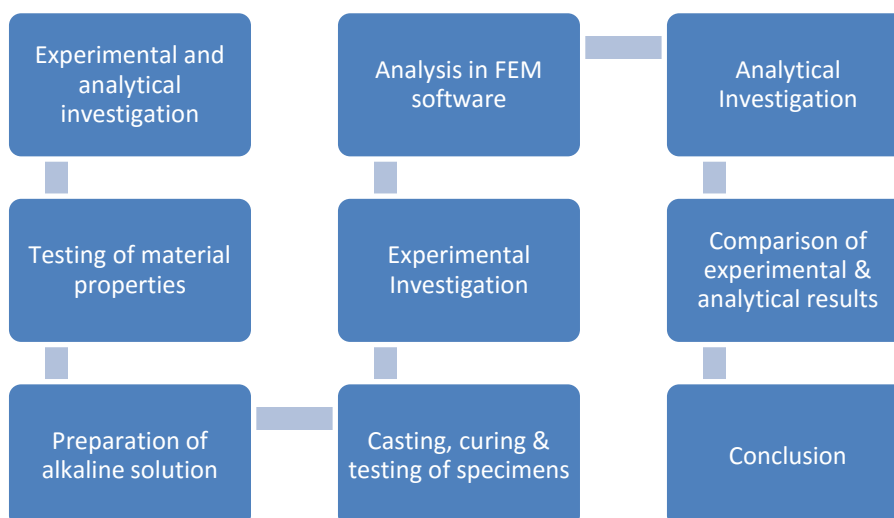 Experimental and
analytical
investigation
Testing of material
properties
Preparation of
alkaline solution
Casting, curing &
testing of specimens
Experimental
Investigation
Analysis in FEM
software
Analytical
Investigation
Comparison of
experimental &
analytical results
Conclusion